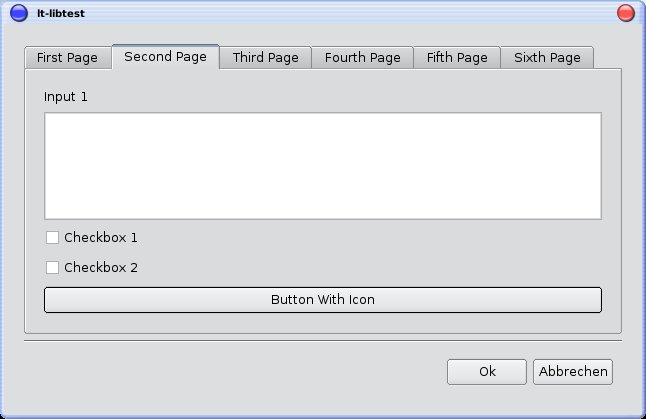 lt-libtest
First Page Second Page Third Page Fourth Page Fifth Page Sixth Page
Input 1
Checkbox 1
Checkbox 2
Button With Icon
Ok Abbrechen